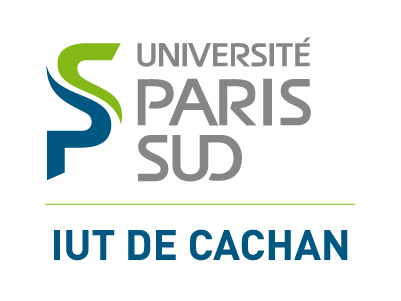 UNIVERSITÉ
PARIS
SUD
IUT DE CACHAN